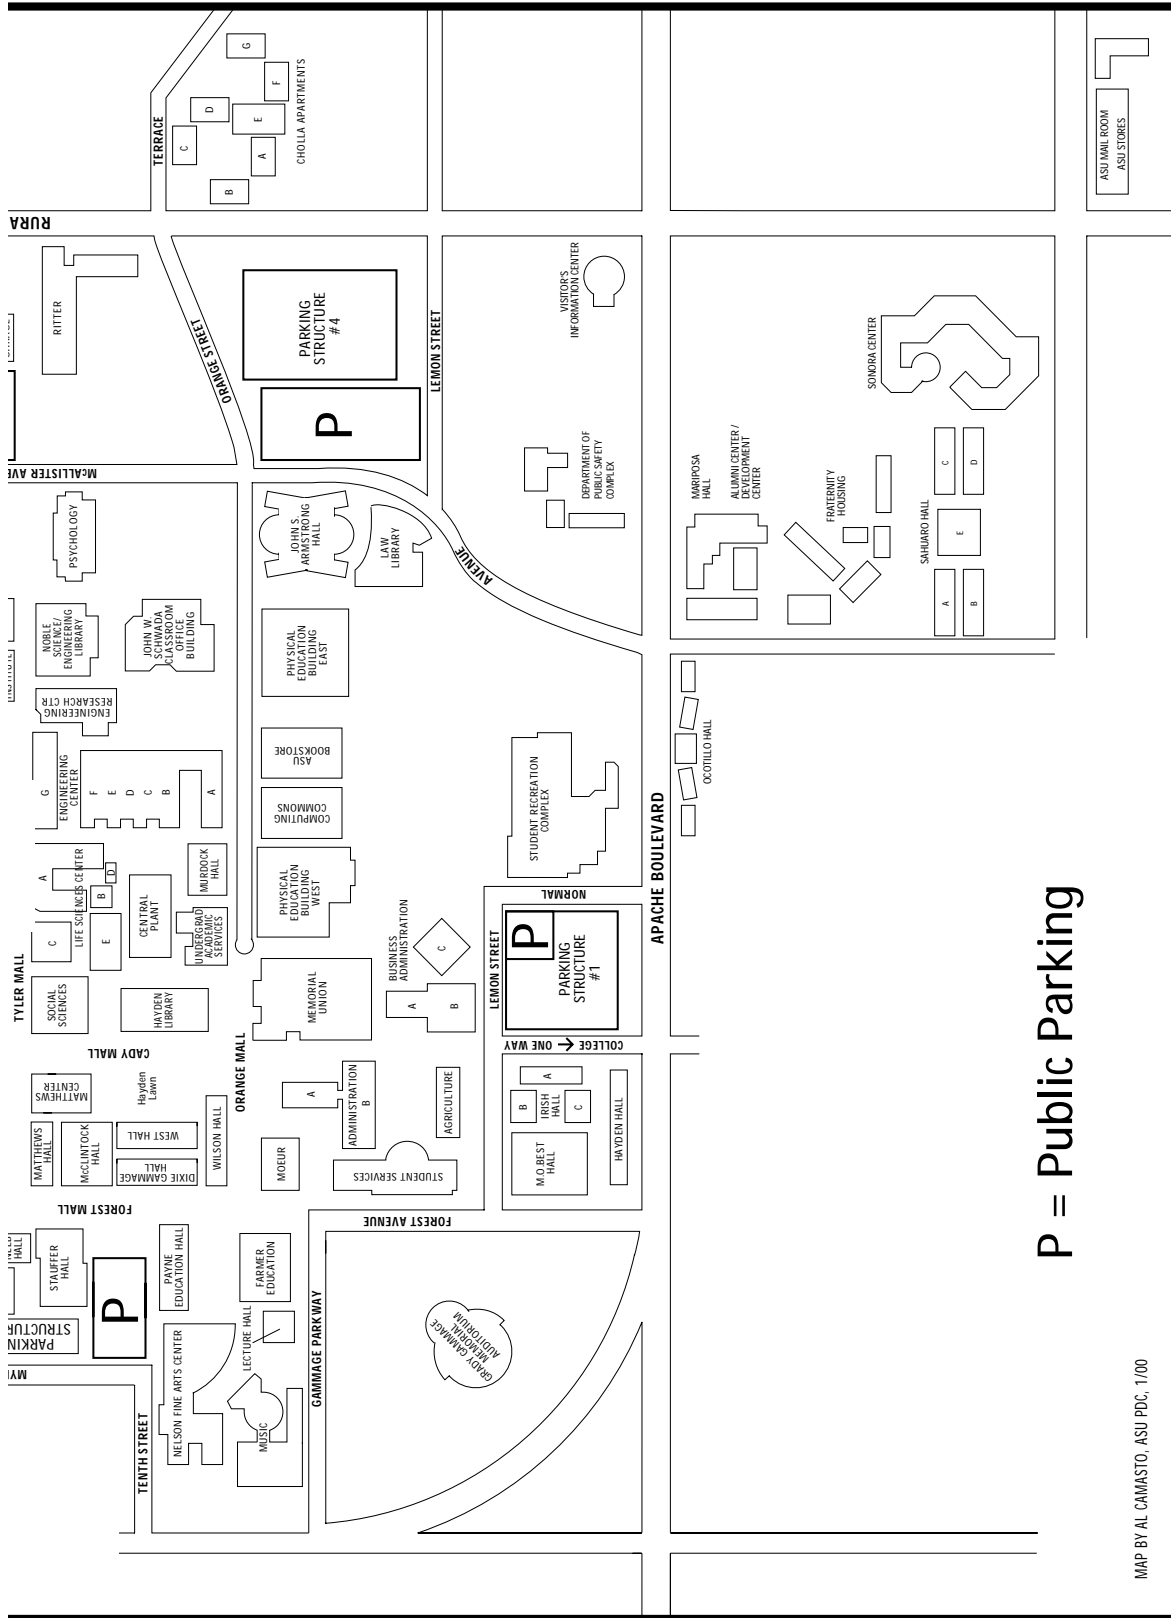 RURA
TERRACE
G
F
D
E
C
A
B
CHOLLA APARTMENTS
ASU MAIL ROOM
ASU STORES
RITTER
ORANGE STREET
PARKING
STRUCTURE
#4
P
LEMON STREET
VISITOR'S
INFORMATION CENTER
SONORA CENTER
McALLISTER AVE
PSYCHOLOGY
JOHN S.
ARMSTRONG
HALL
LAW
LIBRARY
AVENUE
DEPARTMENT OF
PUBLIC SAFETY
COMPLEX
MARIPOSA
HALL
ALUMNI CENTER /
DEVELOPMENT
CENTER
FRATERNITY
HOUSING
SAHUARO HALL
C
D
E
A
B
INSTITUTE
NOBLE
SCIENCE/
ENGINEERING
LIBRARY
JOHN W.
SCHWADA
CLASSROOM
OFFICE
BUILDING
PHYSICAL
EDUCATION
BUILDING
EAST
ENGINEERING
RESEARCH CTR
ASU
BOOKSTORE
OCOTILLO HALL
G
ENGINEERING
CENTER
F
E
D
C
B
A
COMPUTING
COMMONS
STUDENT RECREATION
COMPLEX
APACHE BOULEVARD
A
LIFE SCIENCES CENTER
B
D
C
E
CENTRAL
PLANT
MURDOCK
HALL
UNDERGRAD
ACADEMIC
SERVICES
PHYSICAL
EDUCATION
BUILDING
WEST
NORMAL
TYLER MALL
SOCIAL
SCIENCES
HAYDEN
LIBRARY
MEMORIAL
UNION
BUSINESS
ADMINISTRATION
C
A
B
LEMON STREET
P
PARKING
STRUCTURE
#1
COLLEGE → ONE WAY
CADY MALL
ORANGE MALL
MATTHEWS
CENTER
Hayden
Lawn
A
ADMINISTRATION
B
AGRICULTURE
A
B
IRISH
HALL
C
HAYDEN HALL
MATTHEWS
HALL
McCLINTOCK
HALL
WEST HALL
DIXIE GAMMAGE
HALL
WILSON HALL
MOEUR
STUDENT SERVICES
M.O.BEST
HALL
FOREST MALL
FOREST AVENUE
HALL
STAUFFER
HALL
P
PAYNE
EDUCATION HALL
FARMER
EDUCATION
PARKING
STRUCTUR
LECTURE HALL
NELSON FINE ARTS CENTER
MUSIC
GAMMAGE PARKWAY
GRADY GAMMAGE
MEMORIAL
AUDITORIUM
TENTH STREET
MY
P = Public Parking
MAP BY AL CAMASTO, ASU PDC, 1/00